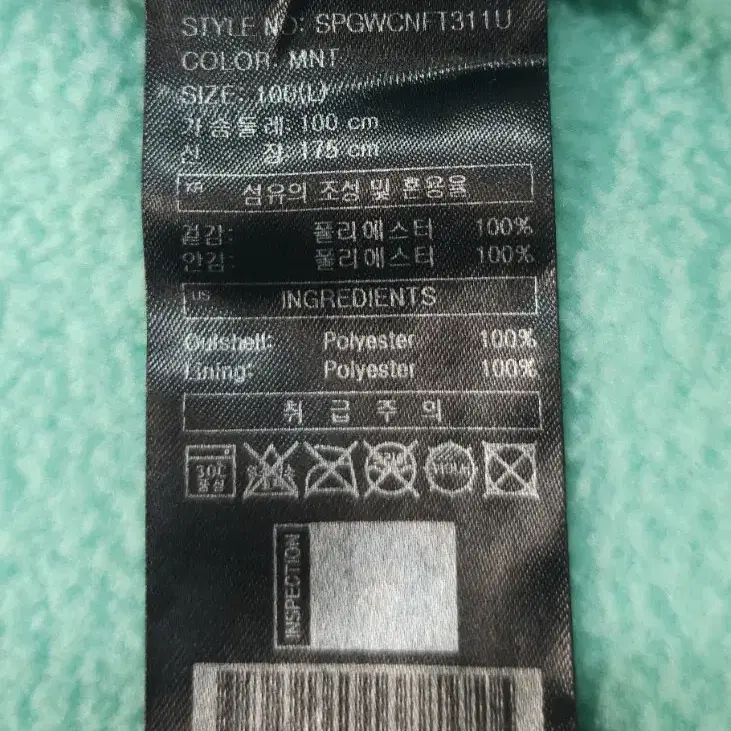 STYLE NO: SPGWCNFT311U
COLOR: MNT
SIZE: 100(L)
가슴둘레: 100 cm
신 장: 175 cm
KR 섬유의 조성 및 혼용율
겉감: 폴리에스터 100%
안감: 폴리에스터 100%
US INGREDIENTS
Outshell: Polyester 100%
Lining: Polyester 100%
취 급 주 의
30℃ 중성
INSPECTION